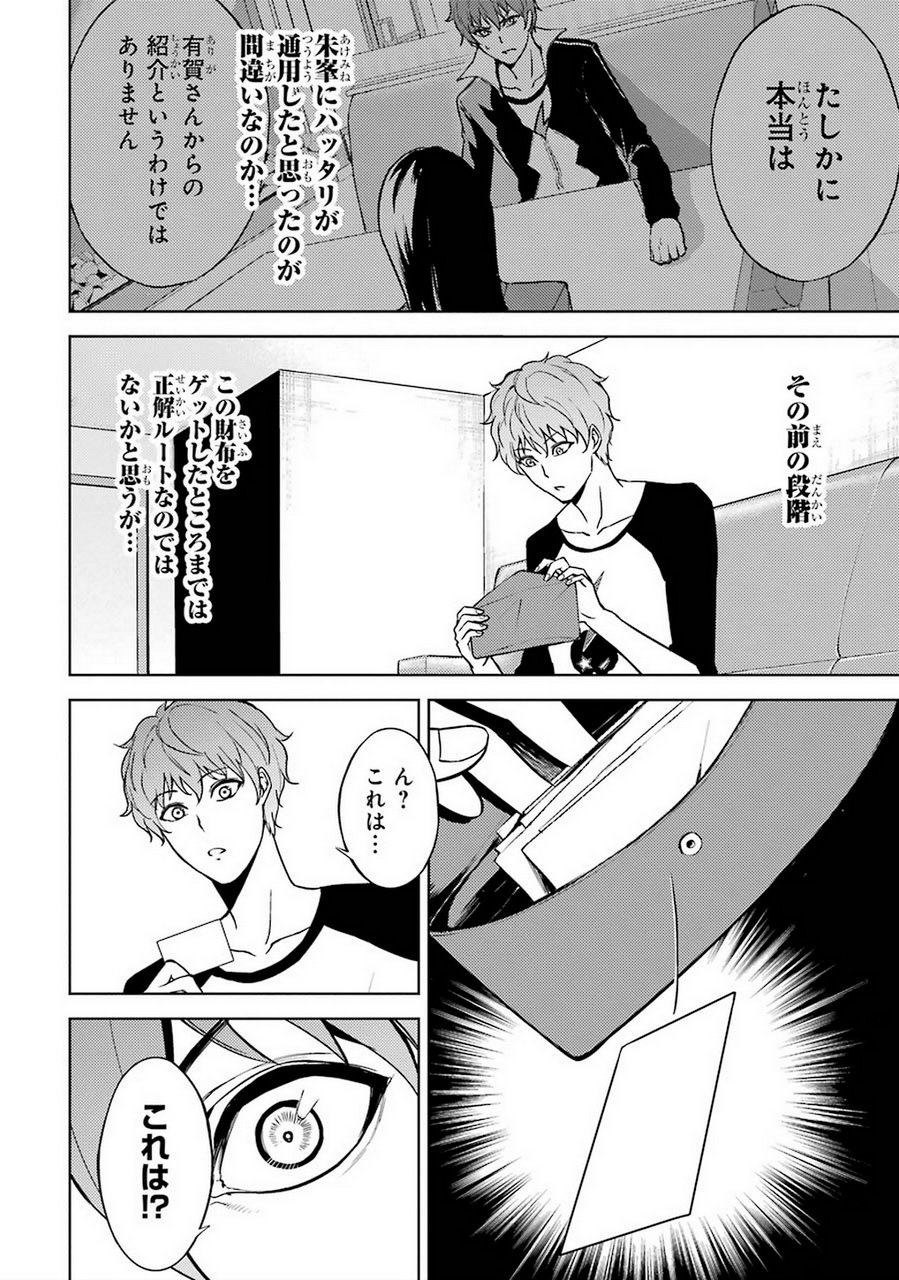 たしかに
本当は
朱峯にハッタリが
通用したと思ったのが
間違いなのか…
有賀さんからの
紹介というわけでは
ありません
その前の段階
この財布を
ゲットしたところまでは
正解ルートなのでは
ないかと思うが…
ん?
これは…
これは!?